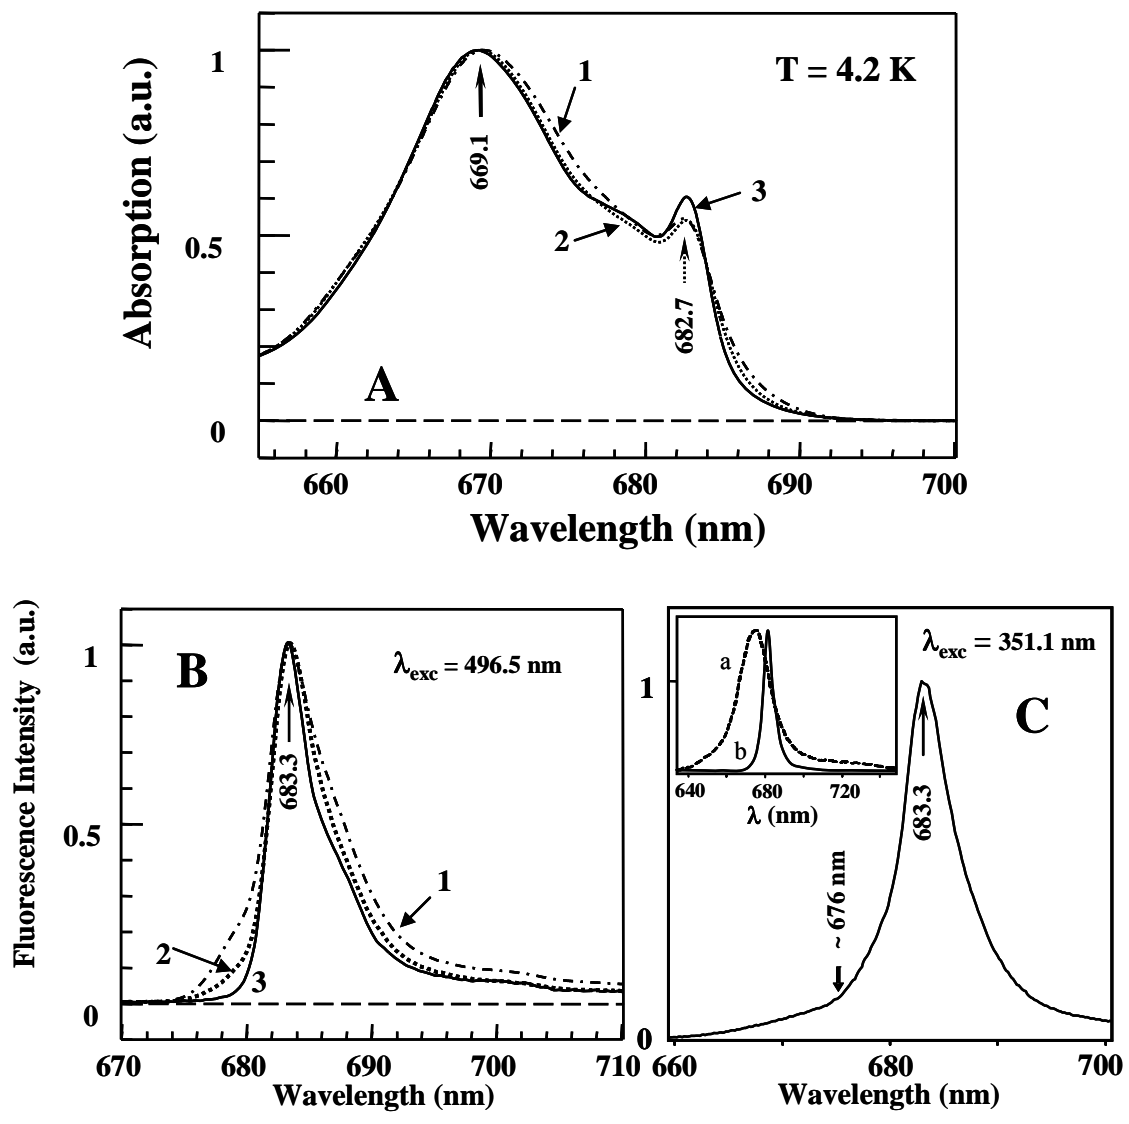 T = 4.2 K
1
1
669.1
3
2
0.5
682.7
A
0
660 670 680 690 700
Wavelength (nm)
Absorption (a.u.)
B
λexc = 496.5 nm
1
0.5
0
683.3
1
2
3
670 680 690 700 710
Wavelength (nm)
Fluorescence Intensity (a.u.)
λexc = 351.1 nm
C
a
b
640 680 720
λ (nm)
1
683.3
~ 676 nm
0
660 680 700
Wavelength (nm)